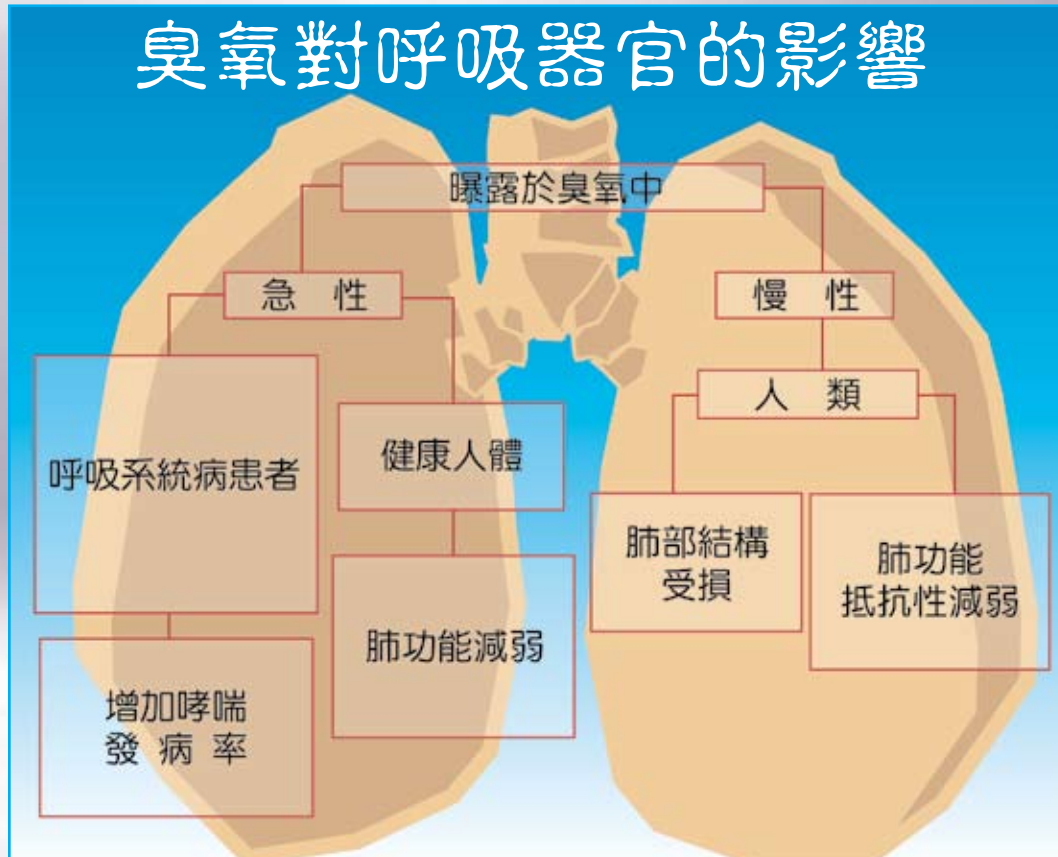 臭氧對呼吸器官的影響
曝露於臭氧中
急 性
慢 性
人 類
呼吸系統病患者
健康人體
肺部結構
受損
肺功能
抵抗性減弱
肺功能減弱
增加哮喘
發 病 率